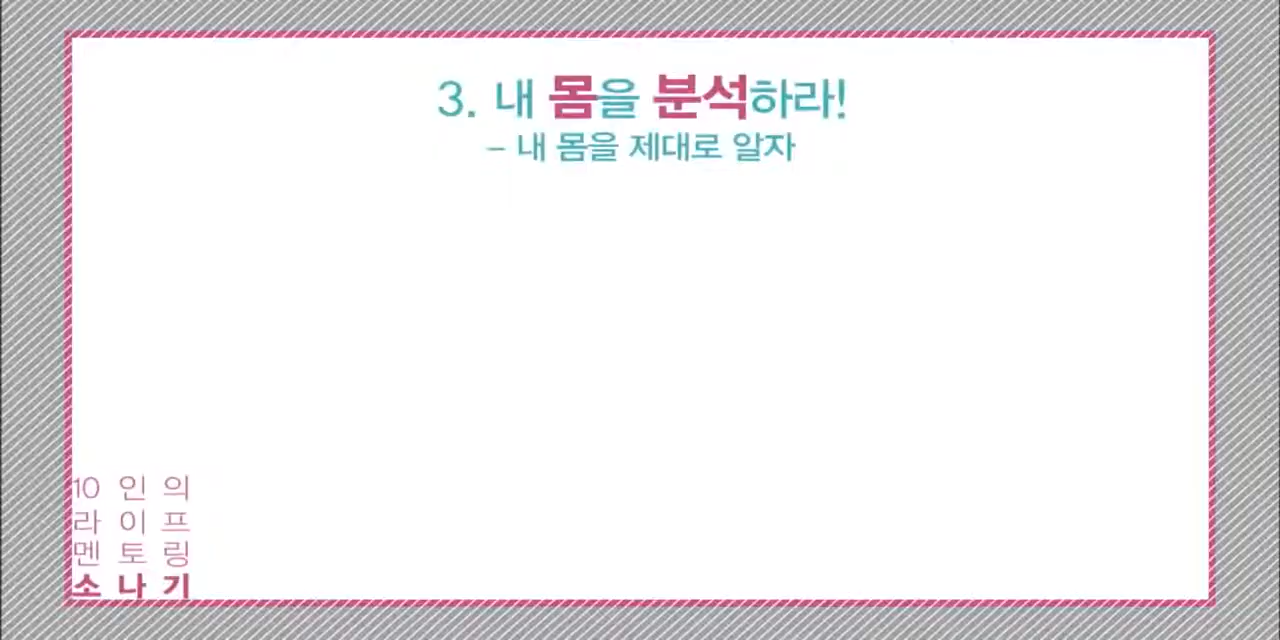 3. 내 몸을 분석하라!
– 내 몸을 제대로 알자
10 인 의
라 이 프
멘 토 링
소 나 기